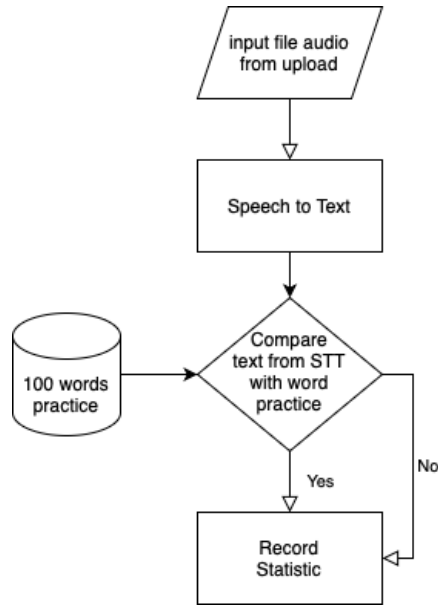 input file audio
from upload
Speech to Text
Compare
text from STT
with word
practice
100 words
practice
No
Yes
Record
Statistic